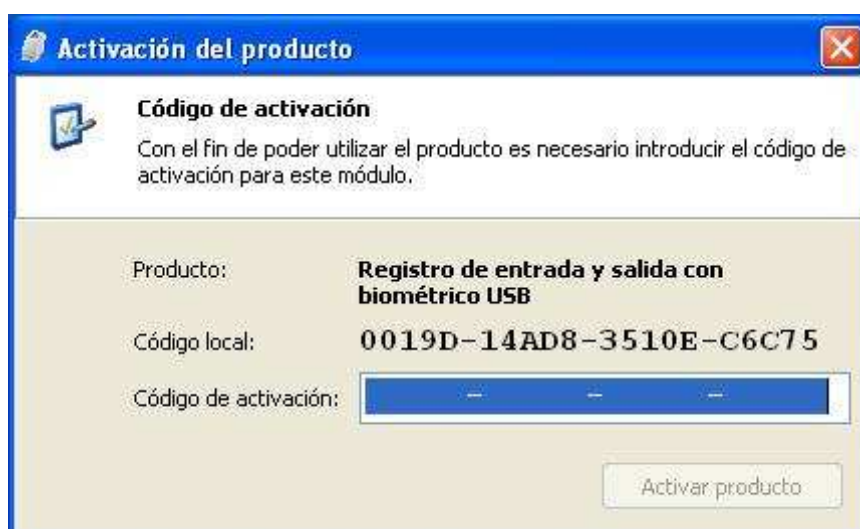 Activación del producto
Código de activación
Con el fin de poder utilizar el producto es necesario introducir el código de
activación para este módulo.
Producto: Registro de entrada y salida con
biométrico USB
Código local: 0019D-14AD8-3510E-C6C75
Código de activación: - - -
Activar producto